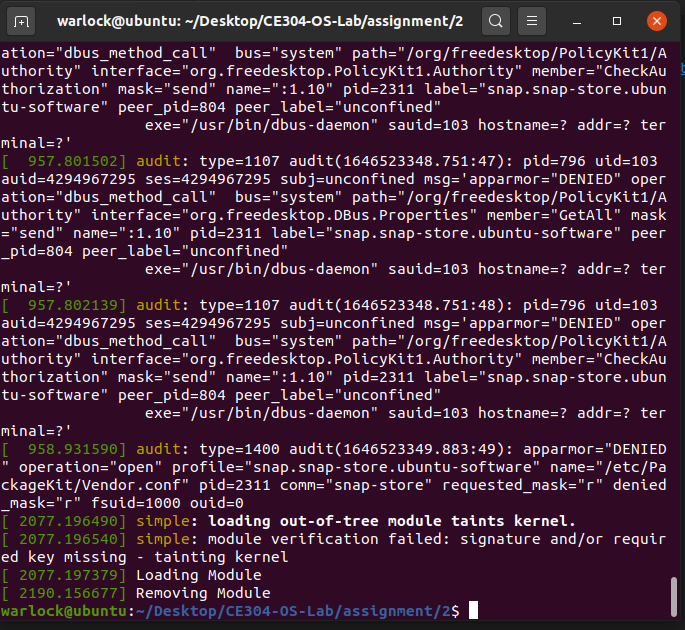 warlock@ubuntu: ~/Desktop/CE304-OS-Lab/assignment/2
ation="dbus_method_call"  bus="system" path="/org/freedesktop/PolicyKit1/A
uthority" interface="org.freedesktop.PolicyKit1.Authority" member="CheckAu
thorization" mask="send" name=":1.10" pid=2311 label="snap.snap-store.ubun
tu-software" peer_pid=804 peer_label="unconfined"
                exe="/usr/bin/dbus-daemon" sauid=103 hostname=? addr=? ter
minal=?'
[  957.801502] audit: type=1107 audit(1646523348.751:47): pid=796 uid=103
auid=4294967295 ses=4294967295 subj=unconfined msg='apparmor="DENIED" oper
ation="dbus_method_call"  bus="system" path="/org/freedesktop/PolicyKit1/A
uthority" interface="org.freedesktop.DBus.Properties" member="GetAll" mask
="send" name=":1.10" pid=2311 label="snap.snap-store.ubuntu-software" peer
_pid=804 peer_label="unconfined"
                exe="/usr/bin/dbus-daemon" sauid=103 hostname=? addr=? ter
minal=?'
[  957.802139] audit: type=1107 audit(1646523348.751:48): pid=796 uid=103
auid=4294967295 ses=4294967295 subj=unconfined msg='apparmor="DENIED" oper
ation="dbus_method_call"  bus="system" path="/org/freedesktop/PolicyKit1/A
uthority" interface="org.freedesktop.PolicyKit1.Authority" member="CheckAu
thorization" mask="send" name=":1.10" pid=2311 label="snap.snap-store.ubun
tu-software" peer_pid=804 peer_label="unconfined"
                exe="/usr/bin/dbus-daemon" sauid=103 hostname=? addr=? ter
minal=?'
[  958.931590] audit: type=1400 audit(1646523349.883:49): apparmor="DENIED
" operation="open" profile="snap.snap-store.ubuntu-software" name="/etc/Pa
ckageKit/Vendor.conf" pid=2311 comm="snap-store" requested_mask="r" denied
_mask="r" fsuid=1000 ouid=0
[ 2077.196490] simple: loading out-of-tree module taints kernel.
[ 2077.196540] simple: module verification failed: signature and/or requir
ed key missing - tainting kernel
[ 2077.197379] Loading Module
[ 2190.156677] Removing Module
warlock@ubuntu:~/Desktop/CE304-OS-Lab/assignment/2$